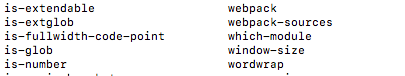 is-extendable webpack
is-extglob webpack-sources
is-fullwidth-code-point which-module
is-glob window-size
is-number wordwrap